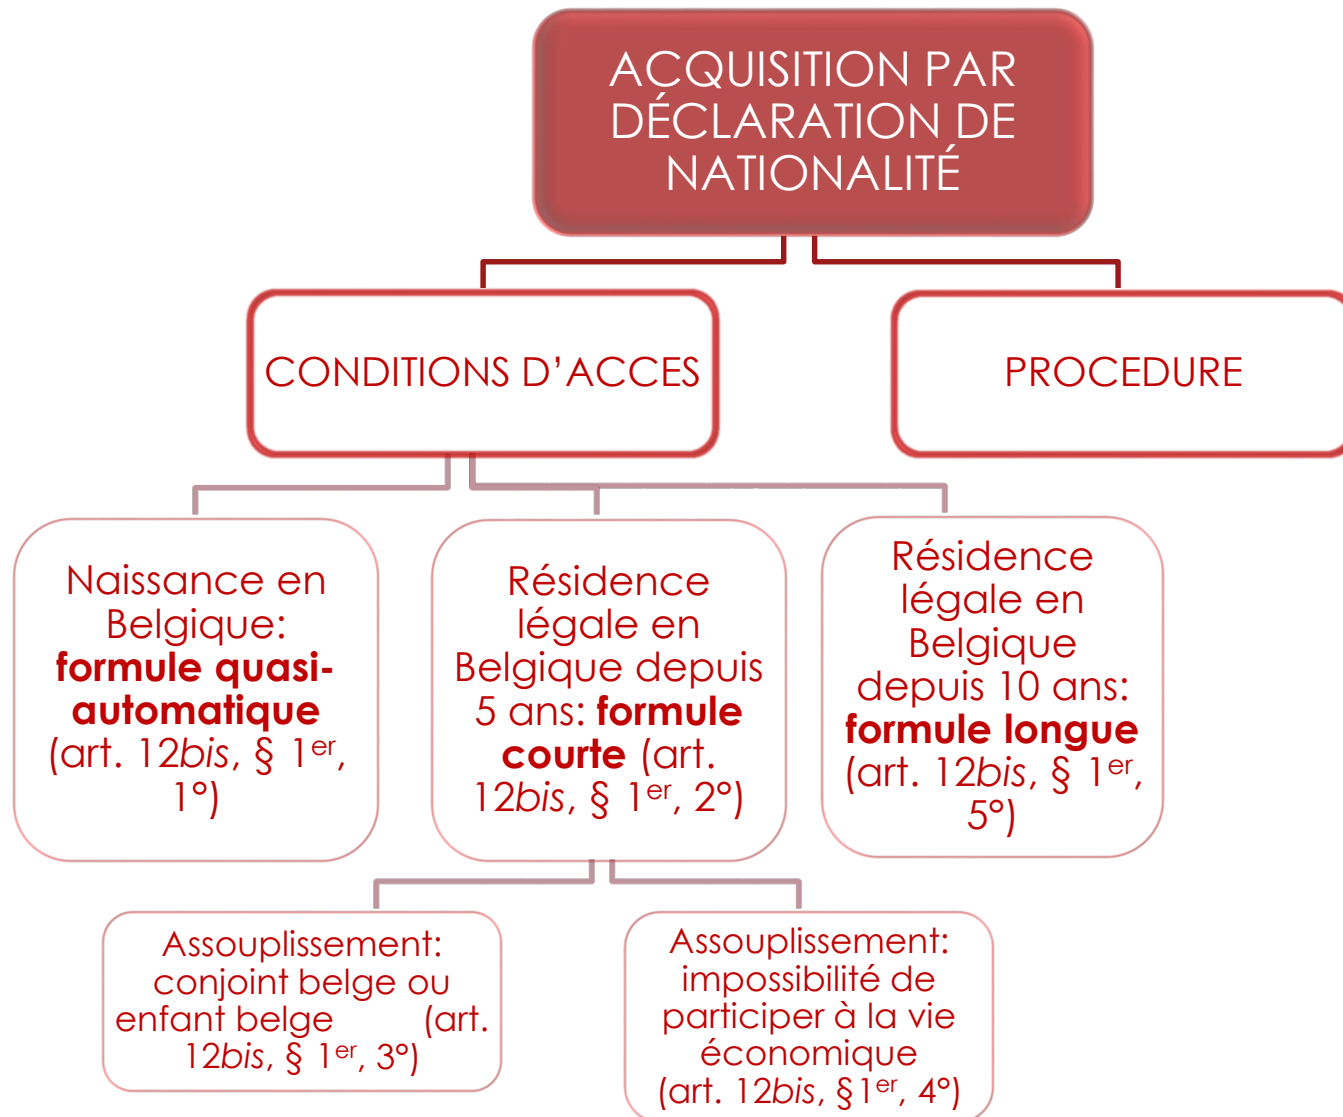 ACQUISITION PAR
DÉCLARATION DE
NATIONALITÉ
CONDITIONS D’ACCES
PROCEDURE
Naissance en
Belgique:
formule quasi-
automatique
(art. 12bis, § 1er,
1°)
Résidence
légale en
Belgique depuis
5 ans: formule
courte (art.
12bis, § 1er, 2°)
Résidence
légale en
Belgique
depuis 10 ans:
formule longue
(art. 12bis, § 1er,
5°)
Assouplissement:
conjoint belge ou
enfant belge (art.
12bis, § 1er, 3°)
Assouplissement:
impossibilité de
participer à la vie
économique
(art. 12bis, §1er, 4°)